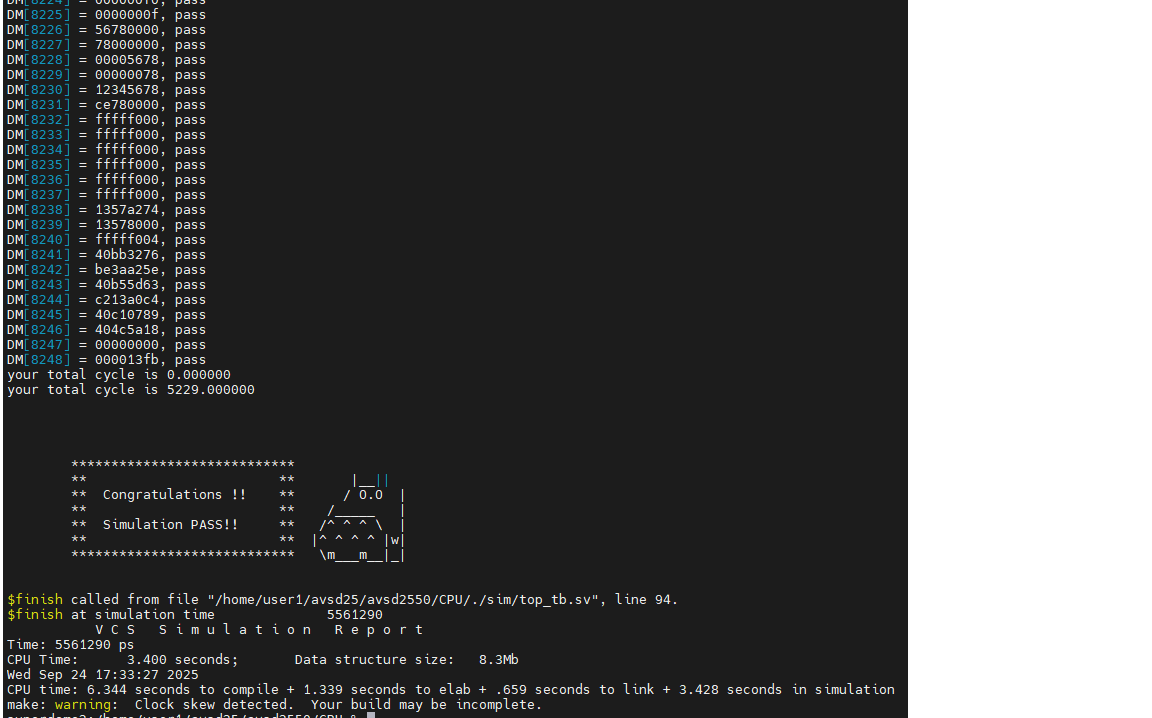 DM[8224] = 000000f0, pass
DM[8225] = 0000000f, pass
DM[8226] = 56780000, pass
DM[8227] = 78000000, pass
DM[8228] = 00005678, pass
DM[8229] = 00000078, pass
DM[8230] = 12345678, pass
DM[8231] = ce780000, pass
DM[8232] = fffff000, pass
DM[8233] = fffff000, pass
DM[8234] = fffff000, pass
DM[8235] = fffff000, pass
DM[8236] = fffff000, pass
DM[8237] = fffff000, pass
DM[8238] = 1357a274, pass
DM[8239] = 13578000, pass
DM[8240] = fffff004, pass
DM[8241] = 40bb3276, pass
DM[8242] = be3aa25e, pass
DM[8243] = 40b55d63, pass
DM[8244] = c213a0c4, pass
DM[8245] = 40c10789, pass
DM[8246] = 404c5a18, pass
DM[8247] = 00000000, pass
DM[8248] = 000013fb, pass
your total cycle is 0.000000
your total cycle is 5229.000000
        ****************************
        **                        **       |__||
        **  Congratulations !!    **      / O.O  |
        **                        **    /_____   |
        **  Simulation PASS!!     **   /^ ^ ^ \  |
        **                        **  |^ ^ ^ ^ |w|
        ****************************   \m___m__|_|
$finish called from file "/home/user1/avsd25/avsd2550/CPU/./sim/top_tb.sv", line 94.
$finish at simulation time              5561290
           V C S   S i m u l a t i o n   R e p o r t
Time: 5561290 ps
CPU Time:      3.400 seconds;       Data structure size:   8.3Mb
Wed Sep 24 17:33:27 2025
CPU time: 6.344 seconds to compile + 1.339 seconds to elab + .659 seconds to link + 3.428 seconds in simulation
make: warning:  Clock skew detected.  Your build may be incomplete.